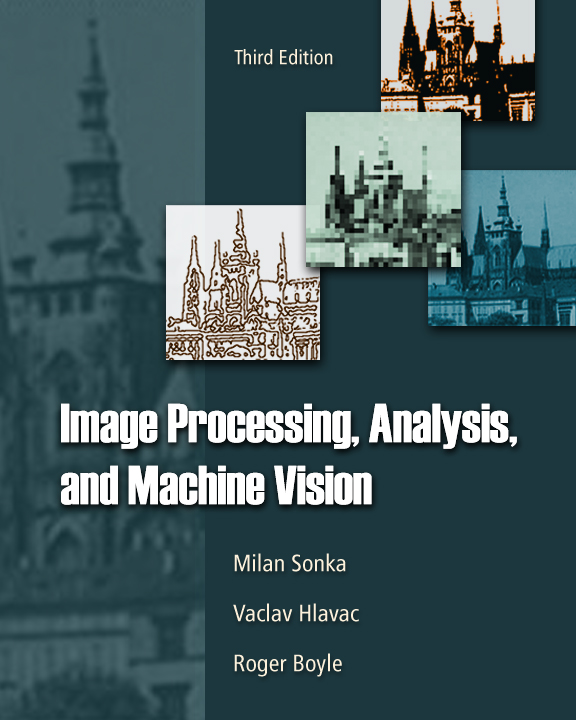 Third Edition
Image Processing, Analysis,
and Machine Vision
Milan Sonka
Vaclav Hlavac
Roger Boyle